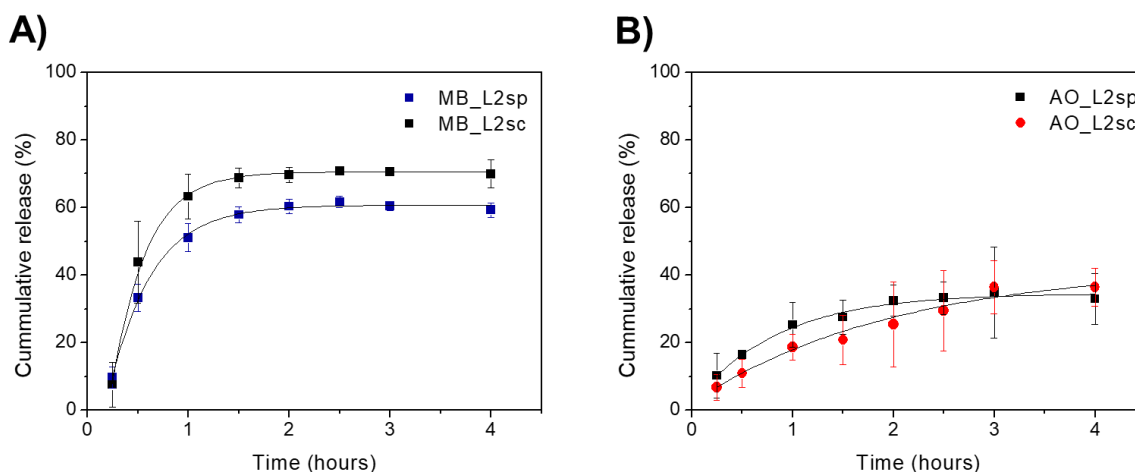 A)
Cummulative release (%)
100
80
60
40
20
0
MB_L2sp
MB_L2sc
0
1
2
3
4
Time (hours)
B)
Cummulative release (%)
100
80
60
40
20
0
AO_L2sp
AO_L2sc
0
1
2
3
4
Time (hours)